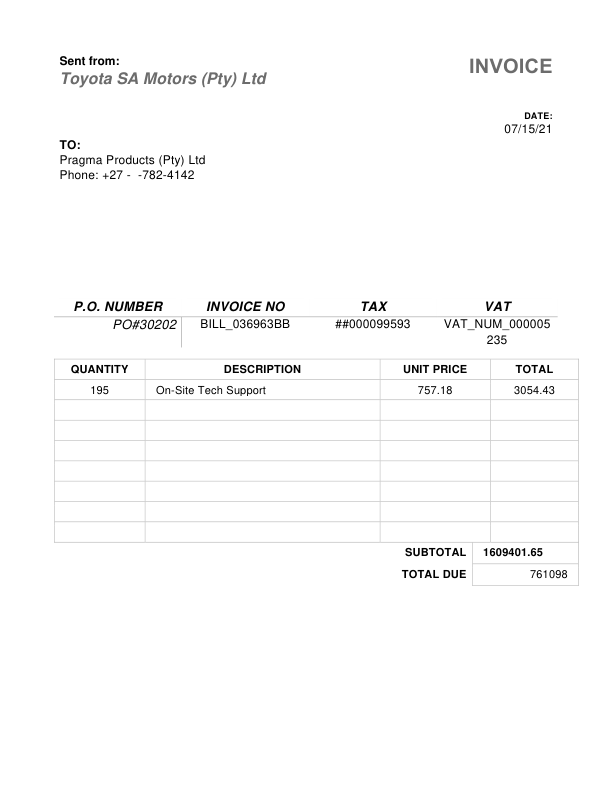 Sent from:
INVOICE
Toyota SA Motors (Pty) Ltd
DATE:
07/15/21
TO:
Pragma Products (Pty) Ltd
Phone: +27 -  -782-4142
P.O. NUMBER INVOICE NO TAX VAT
PO#30202 BILL_036963BB ##000099593 VAT_NUM_000005
235
QUANTITY DESCRIPTION UNIT PRICE TOTAL
195 On-Site Tech Support 757.18 3054.43
SUBTOTAL 1609401.65
TOTAL DUE 761098